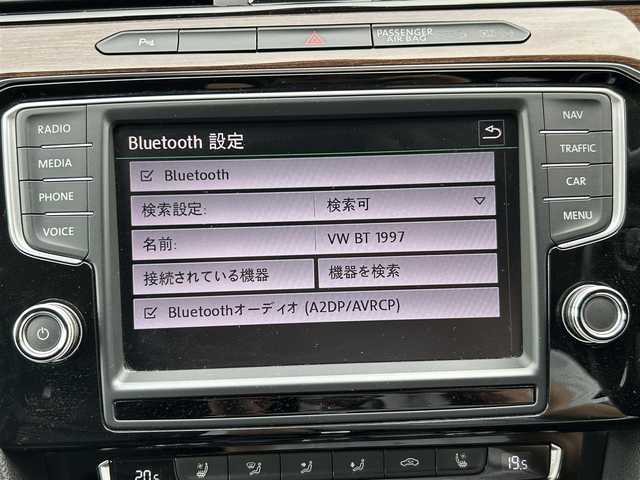 PASSENGER
AIR BAG
RADIO
MEDIA
PHONE
VOICE
NAV
TRAFFIC
CAR
MENU
Bluetooth 設定
Bluetooth
検索設定: 検索可
名前: VW BT 1997
接続されている機器 機器を検索
Bluetoothオーディオ (A2DP/AVRCP)
20.5
19.5